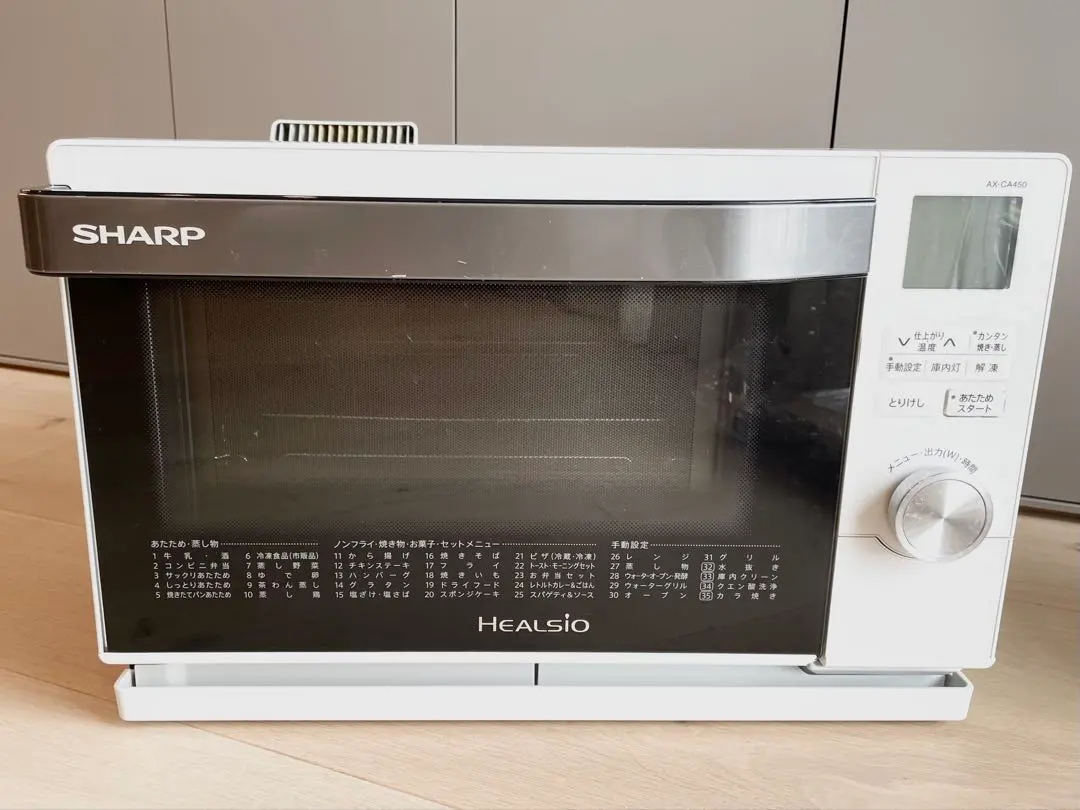 AX-CA450
SHARP
仕上がり
温度
カンタン
焼き・蒸し
手動設定 庫内灯 解凍
とりけし
あたため
スタート
メニュー・出力(W)・時間
あたため・蒸し物
1 牛乳・酒
2 コンビニ弁当
3 サックリあたため
4 しっとりあたため
5 焼きたてパンあたため
6 冷凍食品(市販品)
7 蒸し野菜
8 ゆで卵
9 茶わん蒸し
10 蒸し鶏
ノンフライ・焼き物・お菓子・セットメニュー
11 から揚げ
12 チキンステーキ
13 ハンバーグ
14 グラタン
15 塩ざけ・塩さば
16 焼きそば
17 フライ
18 焼きいも
19 ドライフード
20 スポンジケーキ
21 ピザ(冷蔵・冷凍)
22 トースト・モーニングセット
23 お弁当セット
24 レトルトカレー&ごはん
25 スパゲティ&ソース
手動設定
26 レンジ
27 蒸し物
28 ウォーターオーブン・発酵
29 ウォーターグリル
30 オーブン
31 グリル
32 水抜き
33 庫内クリーン
34 クエン酸洗浄
35 カラ焼き
HEALSIO